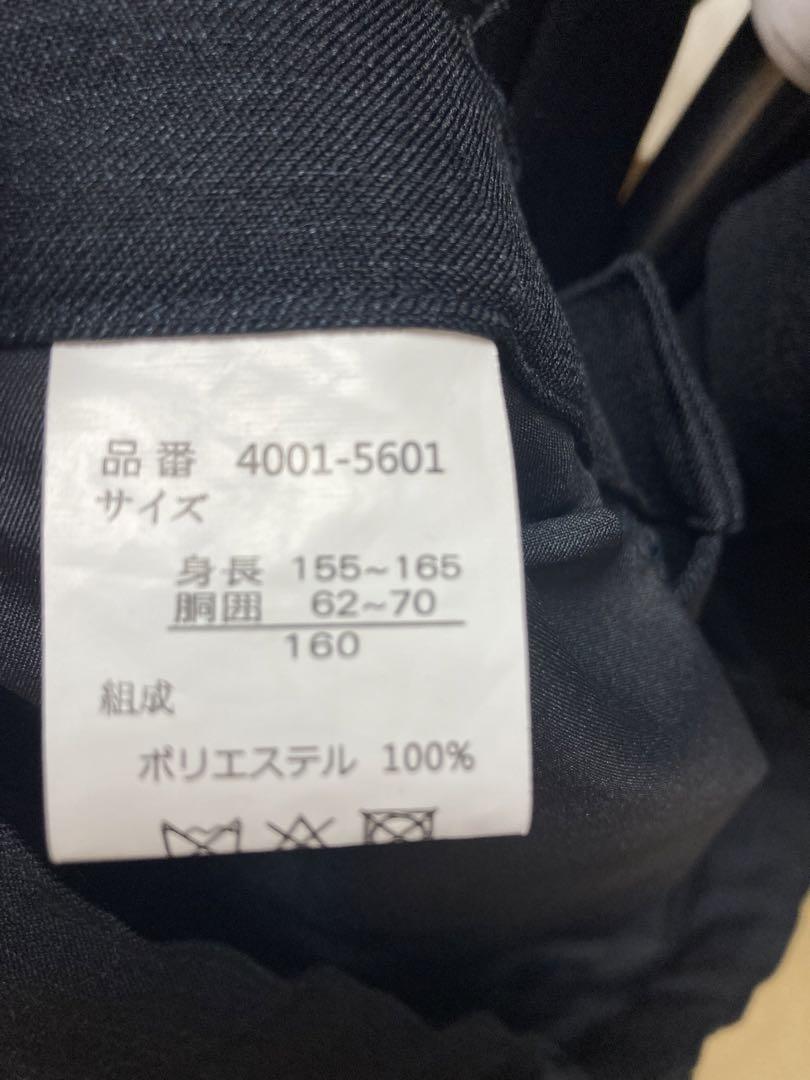 品番 4001-5601
サイズ
身長 155~165
胴囲 62~70
160
組成
ポリエステル 100%